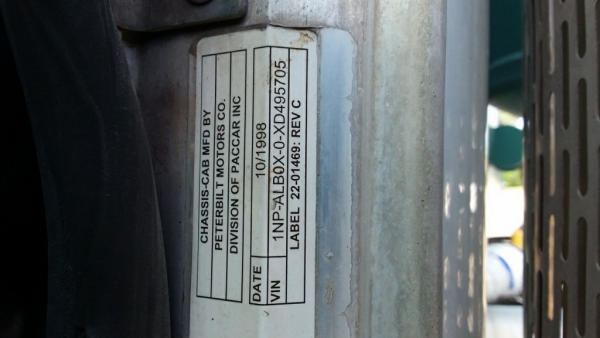 CHASSIS-CAB MFD BY
PETERBILT MOTORS CO.
DIVISION OF PACCAR INC
DATE 10/1998
VIN 1NP-ALB0X-0-XD495705
LABEL 22-01469: REV C